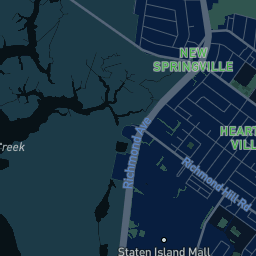 NEW
SPRINGVILLE
Richmond Ave
HEART
VILL
Creek
Richmond Hill Rd
Staten Island Mall